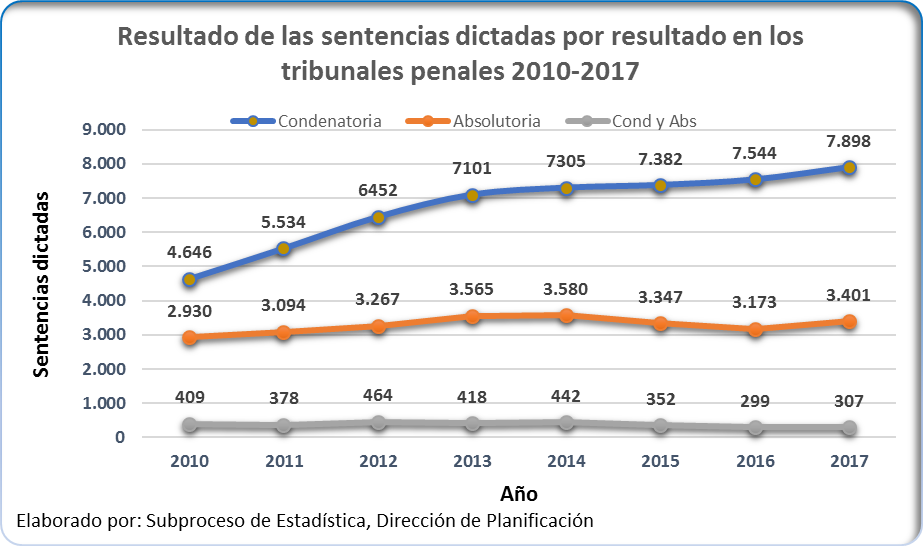 Resultado de las sentencias dictadas por resultado en los
tribunales penales 2010-2017
Condenatoria Absolutoria Cond y Abs
Sentencias dictadas
9.000
8.000
7.000
6.000
5.000
4.000
3.000
2.000
1.000
0
4.646 5.534 6452 7101 7305 7.382 7.544 7.898
2.930 3.094 3.267 3.565 3.580 3.347 3.173 3.401
409 378 464 418 442 352 299 307
2010 2011 2012 2013 2014 2015 2016 2017
Año
Elaborado por: Subproceso de Estadística, Dirección de Planificación